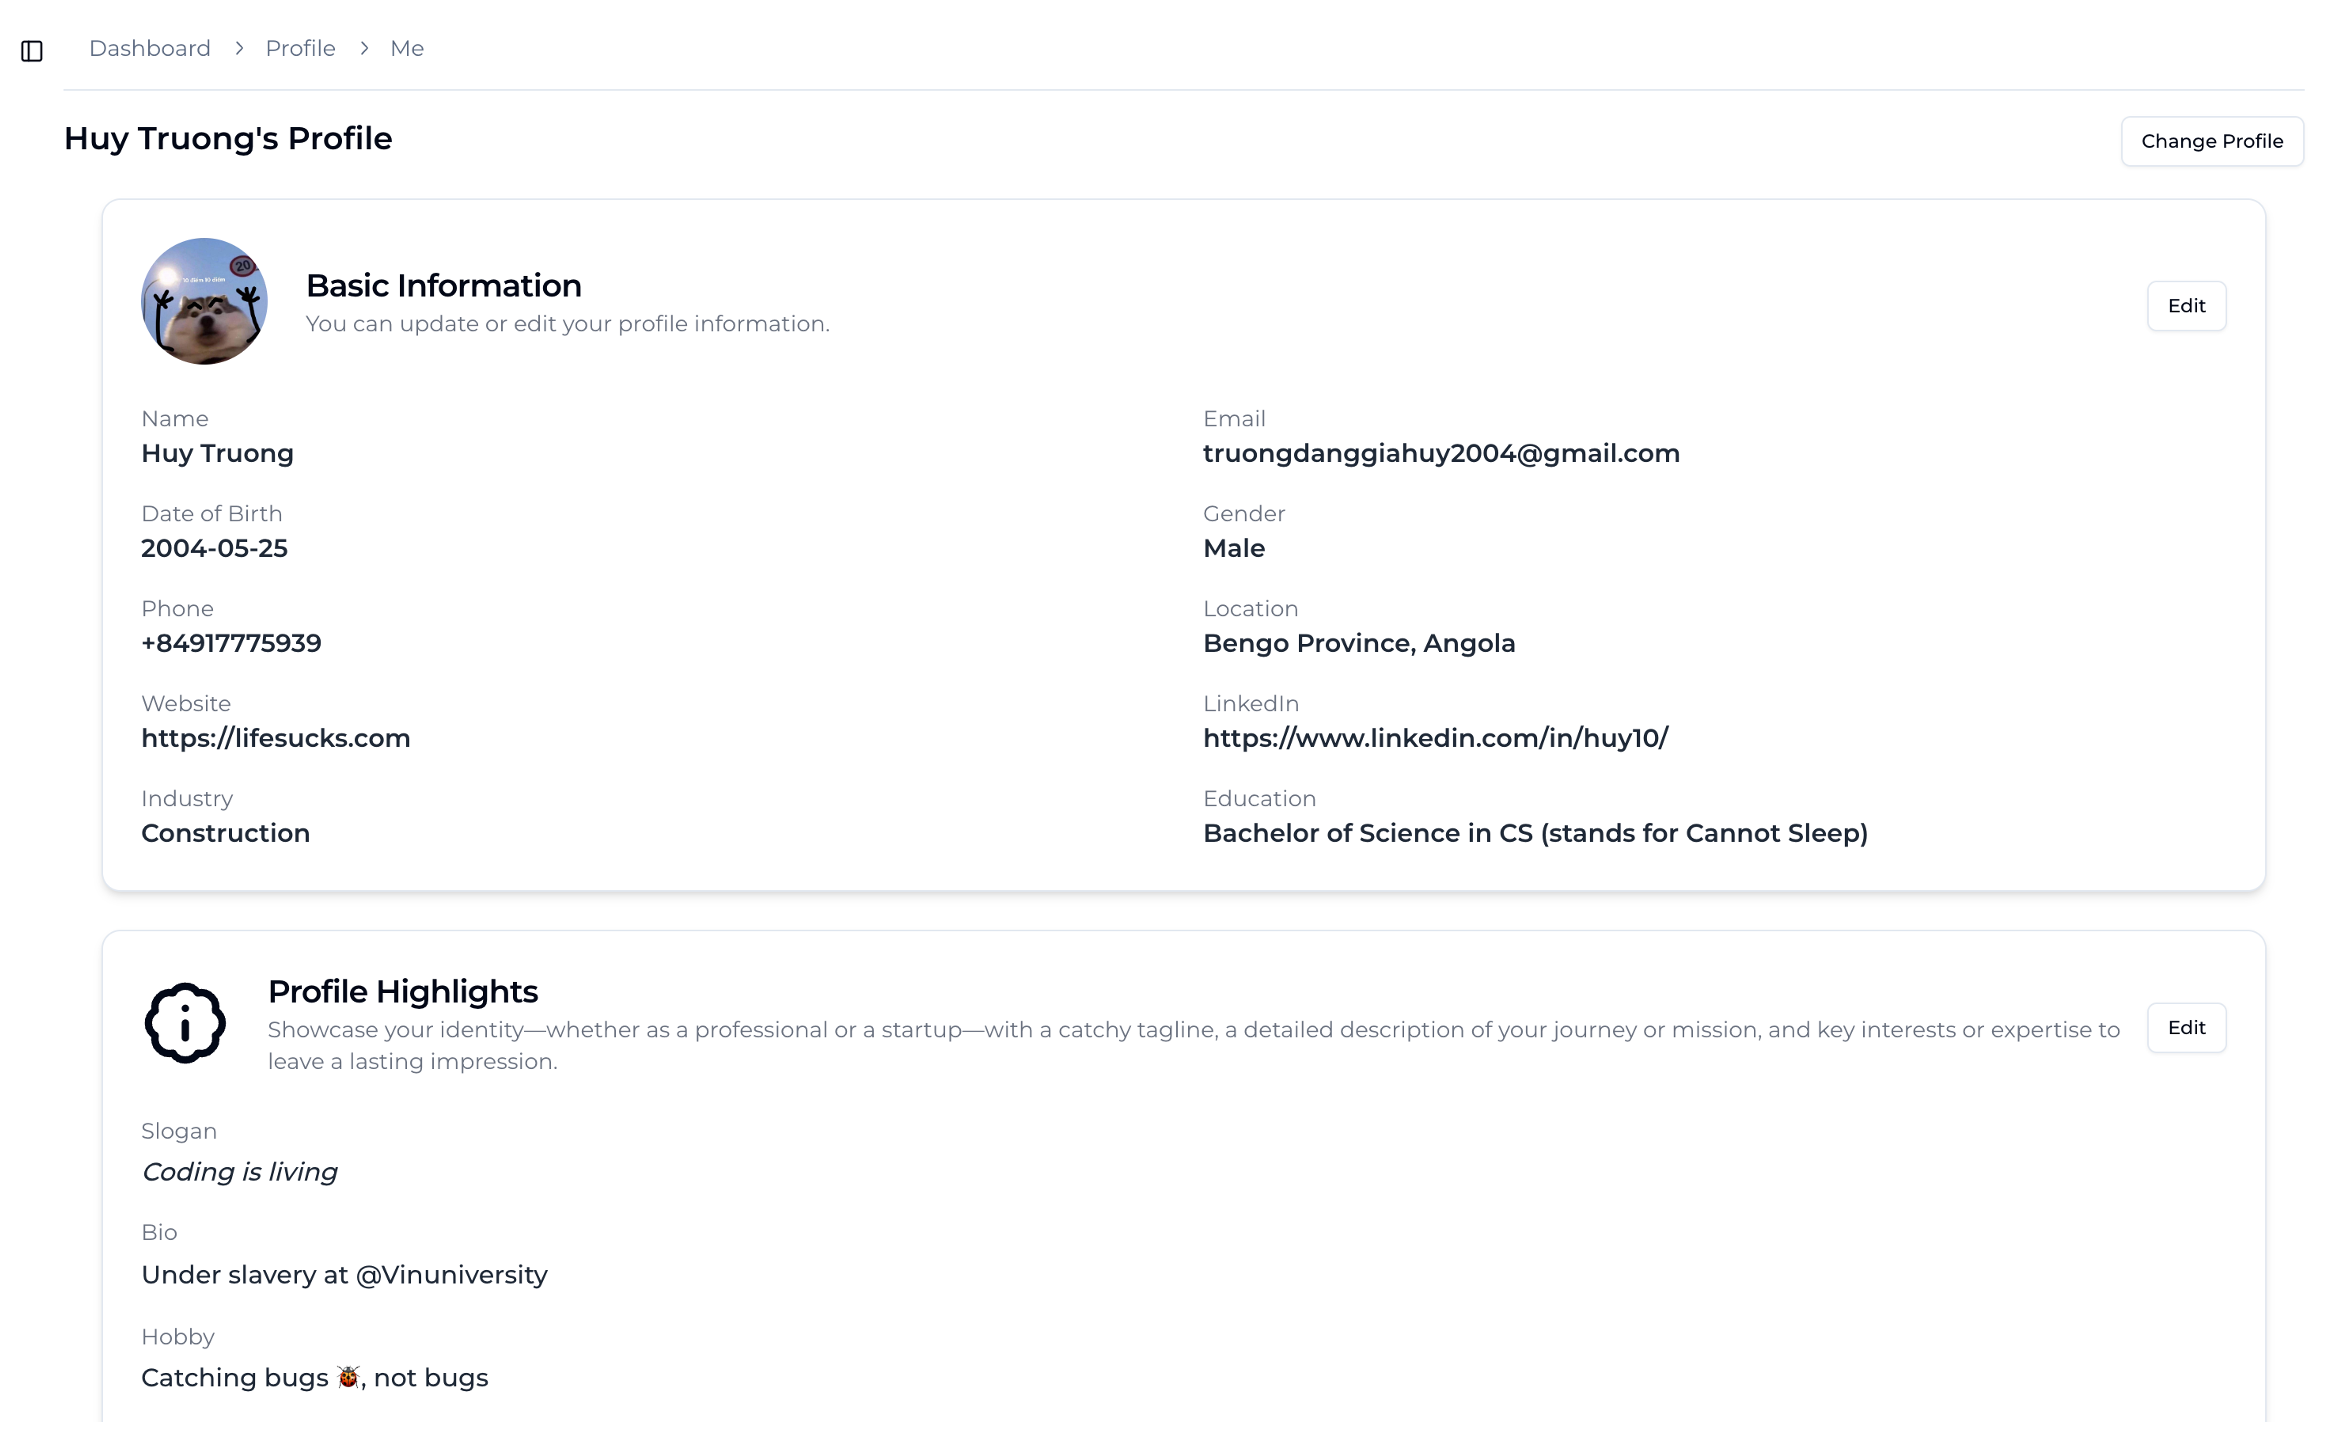 Dashboard > Profile > Me
Huy Truong's Profile
Change Profile
20
Basic Information
You can update or edit your profile information.
Edit
Name
Huy Truong
Email
truongdanggiahuy2004@gmail.com
Date of Birth
2004-05-25
Gender
Male
Phone
+84917775939
Location
Bengo Province, Angola
Website
https://lifesucks.com
LinkedIn
https://www.linkedin.com/in/huy10/
Industry
Construction
Education
Bachelor of Science in CS (stands for Cannot Sleep)
Profile Highlights
Showcase your identity—whether as a professional or a startup—with a catchy tagline, a detailed description of your journey or mission, and key interests or expertise to
leave a lasting impression.
Edit
Slogan
Coding is living
Bio
Under slavery at @Vinuniversity
Hobby
Catching bugs 🐞, not bugs